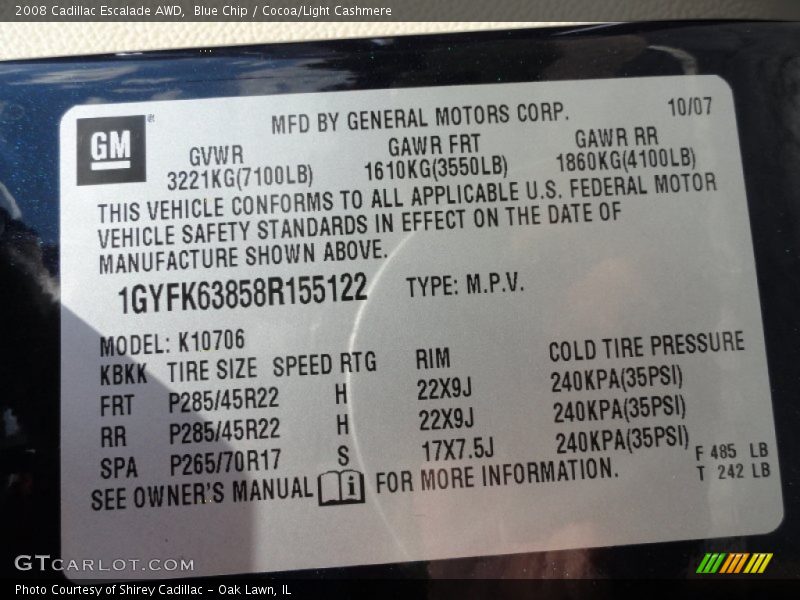 2008 Cadillac Escalade AWD,  Blue Chip / Cocoa/Light Cashmere
GM
MFD BY GENERAL MOTORS CORP.
10/07
GVWR GAWR FRT GAWR RR
3221KG(7100LB) 1610KG(3550LB) 1860KG(4100LB)
THIS VEHICLE CONFORMS TO ALL APPLICABLE U.S. FEDERAL MOTOR
VEHICLE SAFETY STANDARDS IN EFFECT ON THE DATE OF
MANUFACTURE SHOWN ABOVE.
1GYFK63858R155122 TYPE: M.P.V.
MODEL: K10706
KBKK TIRE SIZE SPEED RTG RIM COLD TIRE PRESSURE
FRT P285/45R22 H 22X9J 240KPA(35PSI)
RR P285/45R22 H 22X9J 240KPA(35PSI)
SPA P265/70R17 S 17X7.5J 240KPA(35PSI)
F 485 LB
T 242 LB
SEE OWNER'S MANUAL i FOR MORE INFORMATION.
GTCARLOT.COM
Photo Courtesy of Shirey Cadillac - Oak Lawn, IL